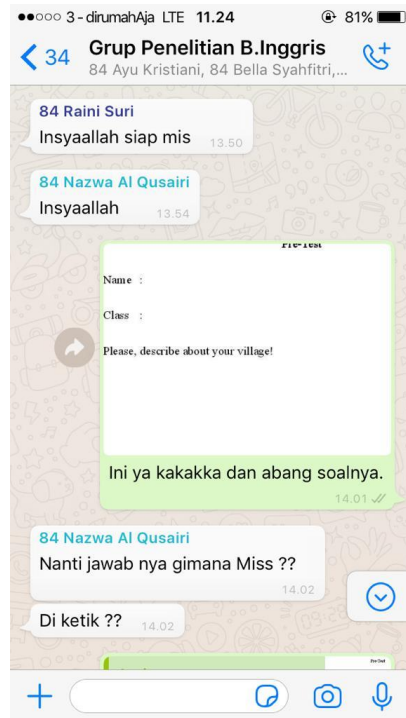 3-dirumahAja LTE 11.24 81%
34 Grup Penelitian B.Inggris
84 Ayu Kristiani, 84 Bella Syahfitri,...
84 Raini Suri
Insyaallah siap mis 13.50
84 Nazwa Al Qusairi
Insyaallah 13.54
Pre-Test
Name :
Class :
Please, describe about your village!
Ini ya kakakka dan abang soalnya.
14.01
84 Nazwa Al Qusairi
Nanti jawab nya gimana Miss ??
14.02
Di ketik ?? 14.02